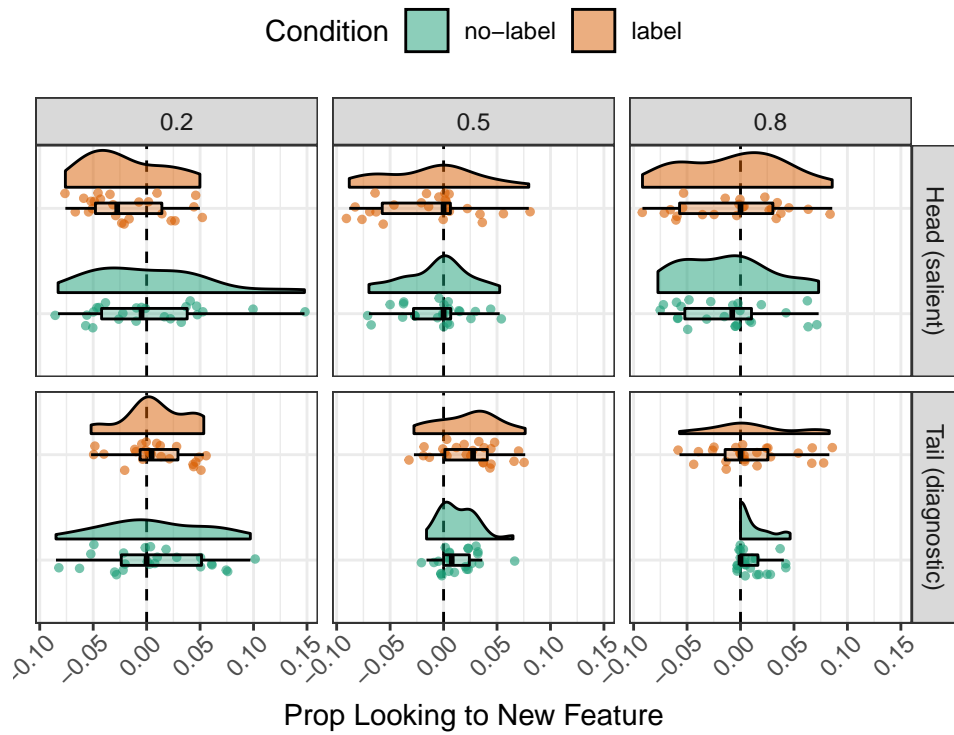 Condition no−label label
0.2 0.5 0.8
Head (salient)
Tail (diagnostic)
−0.10 −0.05 0.00 0.05 0.10 0.15 −0.10 −0.05 0.00 0.05 0.10 0.15 −0.10 −0.05 0.00 0.05 0.10 0.15
Prop Looking to New Feature